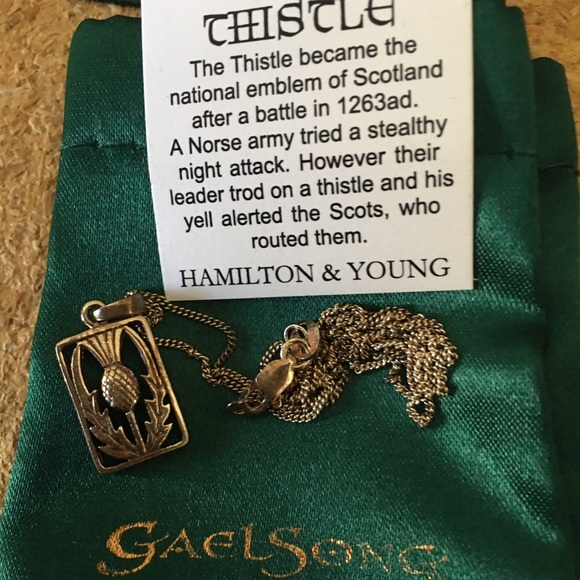 THISTLE
The Thistle became the
national emblem of Scotland
after a battle in 1263ad.
A Norse army tried a stealthy
night attack. However their
leader trod on a thistle and his
yell alerted the Scots, who
routed them.
HAMILTON & YOUNG
GAELSONG